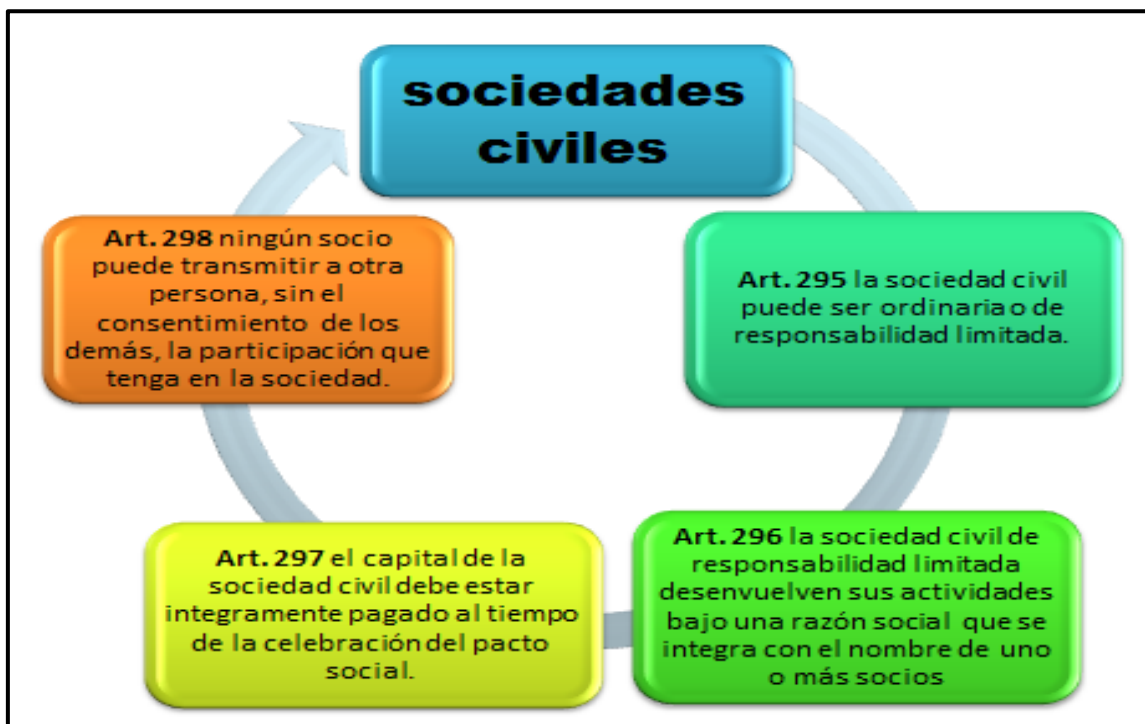 sociedades
civiles
Art. 295 la sociedad civil
puede ser ordinaria o de
responsabilidad limitada.
Art. 296 la sociedad civil de
responsabilidad limitada
desenvuelven sus actividades
bajo una razón social que se
integra con el nombre de uno
o más socios
Art. 297 el capital de la
sociedad civil debe estar
integramente pagado al tiempo
de la celebración del pacto
social.
Art. 298 ningún socio
puede transmitir a otra
persona, sin el
consentimiento de los
demás, la participación que
tenga en la sociedad.